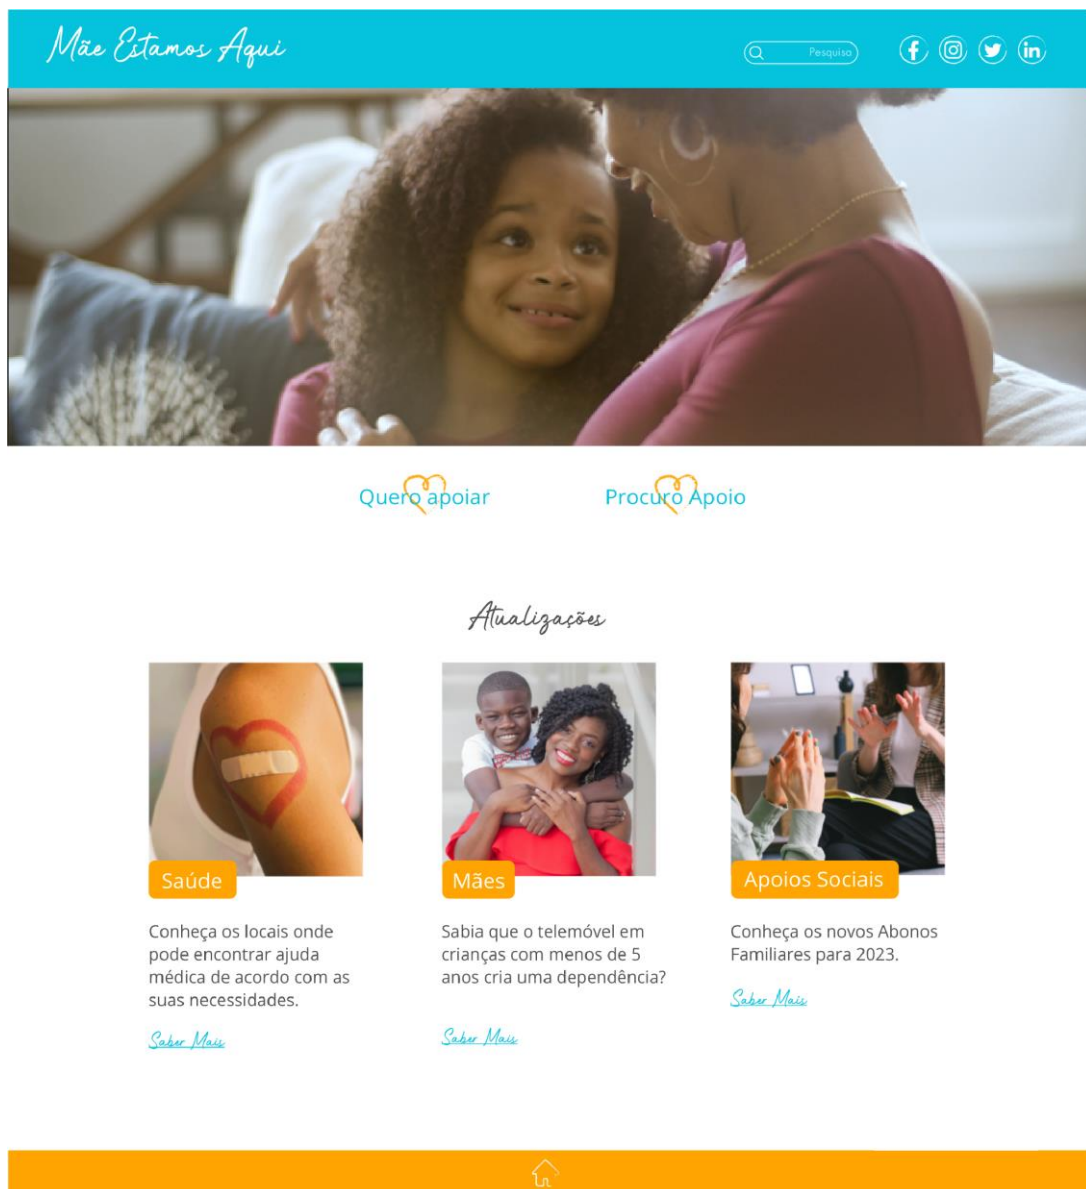 Mãe Estamos Aqui
Pesquisa
Quero apoiar
Procuro Apoio
Atualizações
Saúde
Conheça os locais onde
pode encontrar ajuda
médica de acordo com as
suas necessidades.
Saber Mais
Mães
Sabia que o telemóvel em
crianças com menos de 5
anos cria uma dependência?
Saber Mais
Apoios Sociais
Conheça os novos Abonos
Familiares para 2023.
Saber Mais